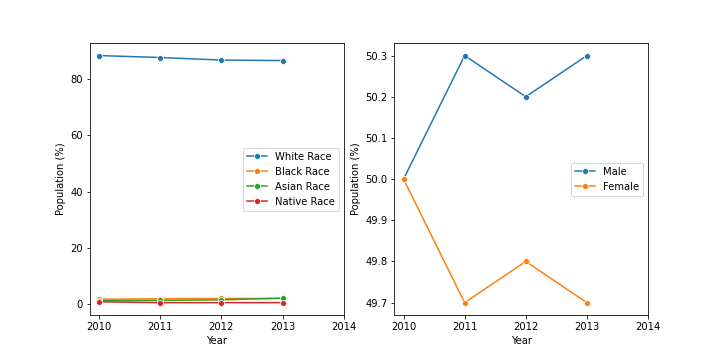 Population (%)
80
60
40
20
0
White Race
Black Race
Asian Race
Native Race
2010 2011 2012 2013 2014
Year
Population (%)
50.3
50.2
50.1
50.0
49.9
49.8
49.7
Male
Female
2010 2011 2012 2013 2014
Year